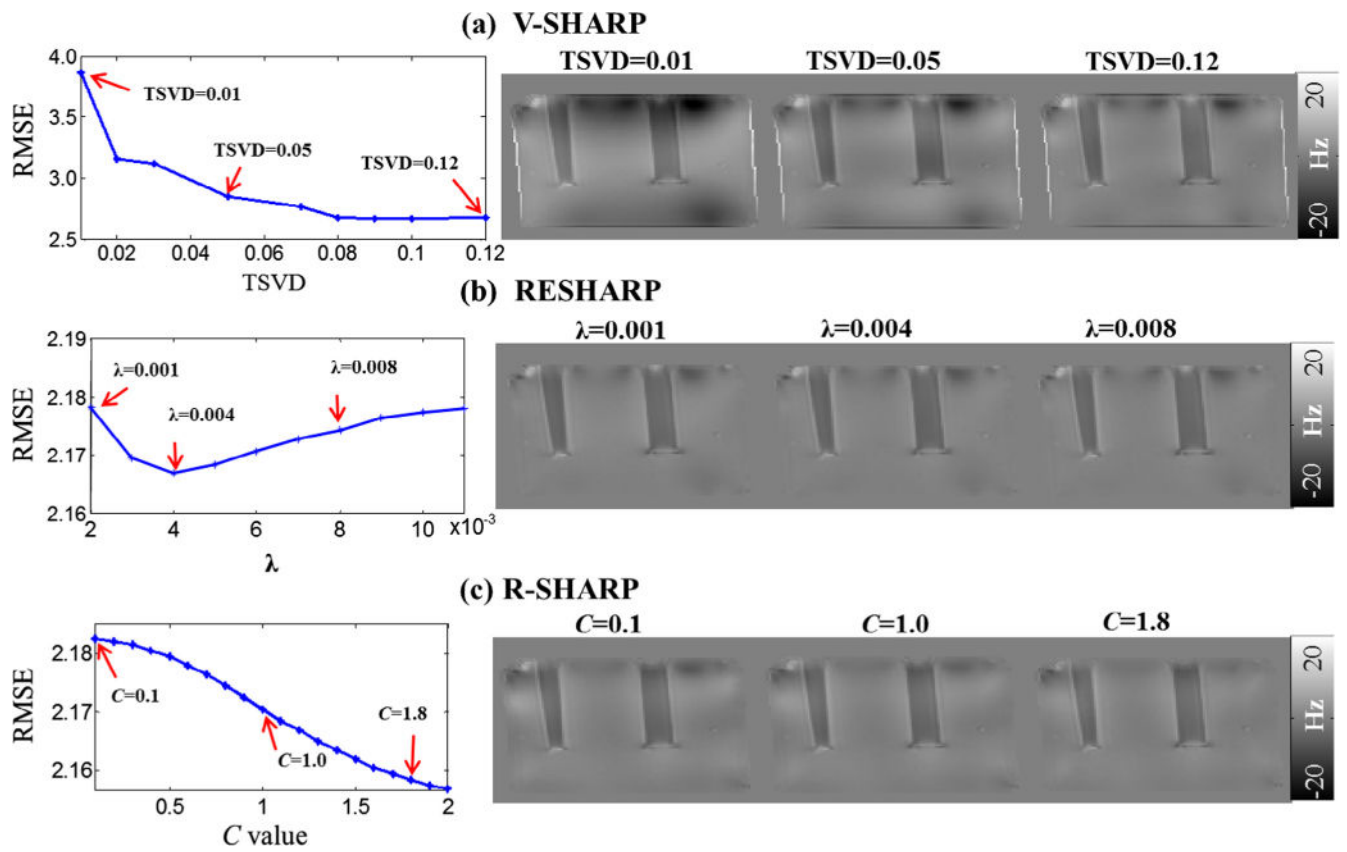 (a) V-SHARP
4.0
3.5
3.0
2.5
RMSE
0.02
0.04
0.06
0.08
0.1
0.12
TSVD
TSVD=0.01
TSVD=0.05
TSVD=0.12
TSVD=0.01
TSVD=0.05
TSVD=0.12
20
Hz
-20
(b) RESHARP
2.19
2.18
2.17
2.16
RMSE
2
4
6
8
10
x10-3
λ
λ=0.001
λ=0.004
λ=0.008
λ=0.001
λ=0.004
λ=0.008
20
Hz
-20
(c) R-SHARP
2.18
2.17
2.16
RMSE
0.5
1
1.5
2
C value
C=0.1
C=1.0
C=1.8
C=0.1
C=1.0
C=1.8
20
Hz
-20